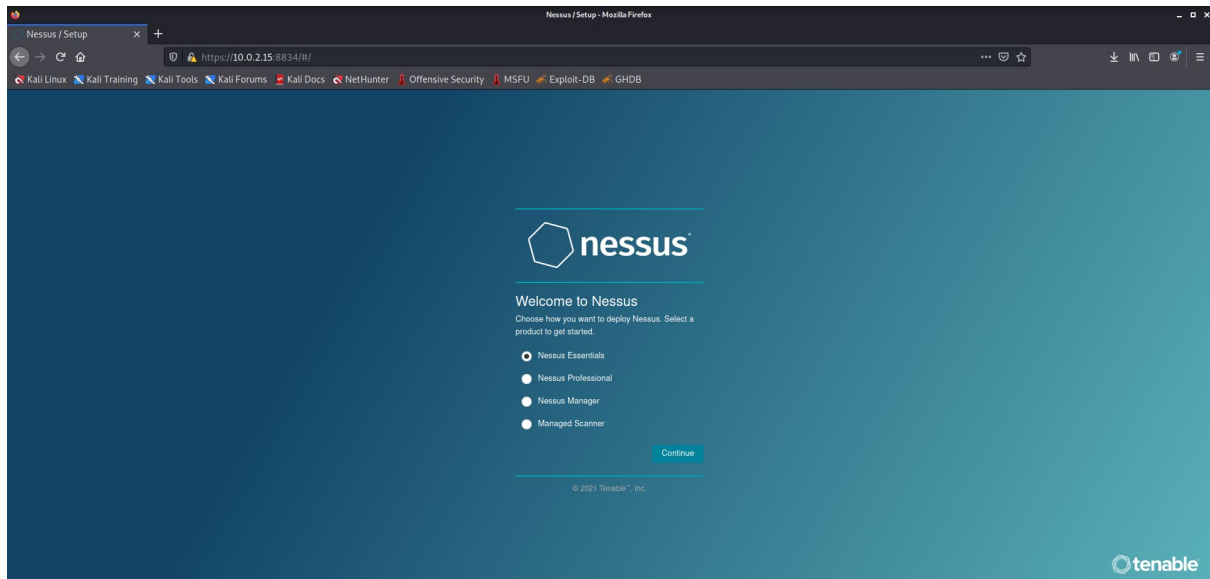 Nessus / Setup - Mozilla Firefox
Nessus / Setup
https://10.0.2.15:8834/#/
Kali Linux Kali Training Kali Tools Kali Forums Kali Docs NetHunter Offensive Security MSFU Exploit-DB GHDB
nessus
Welcome to Nessus
Choose how you want to deploy Nessus. Select a
product to get started.
Nessus Essentials
Nessus Professional
Nessus Manager
Managed Scanner
Continue
© 2021 Tenable™, Inc.
tenable